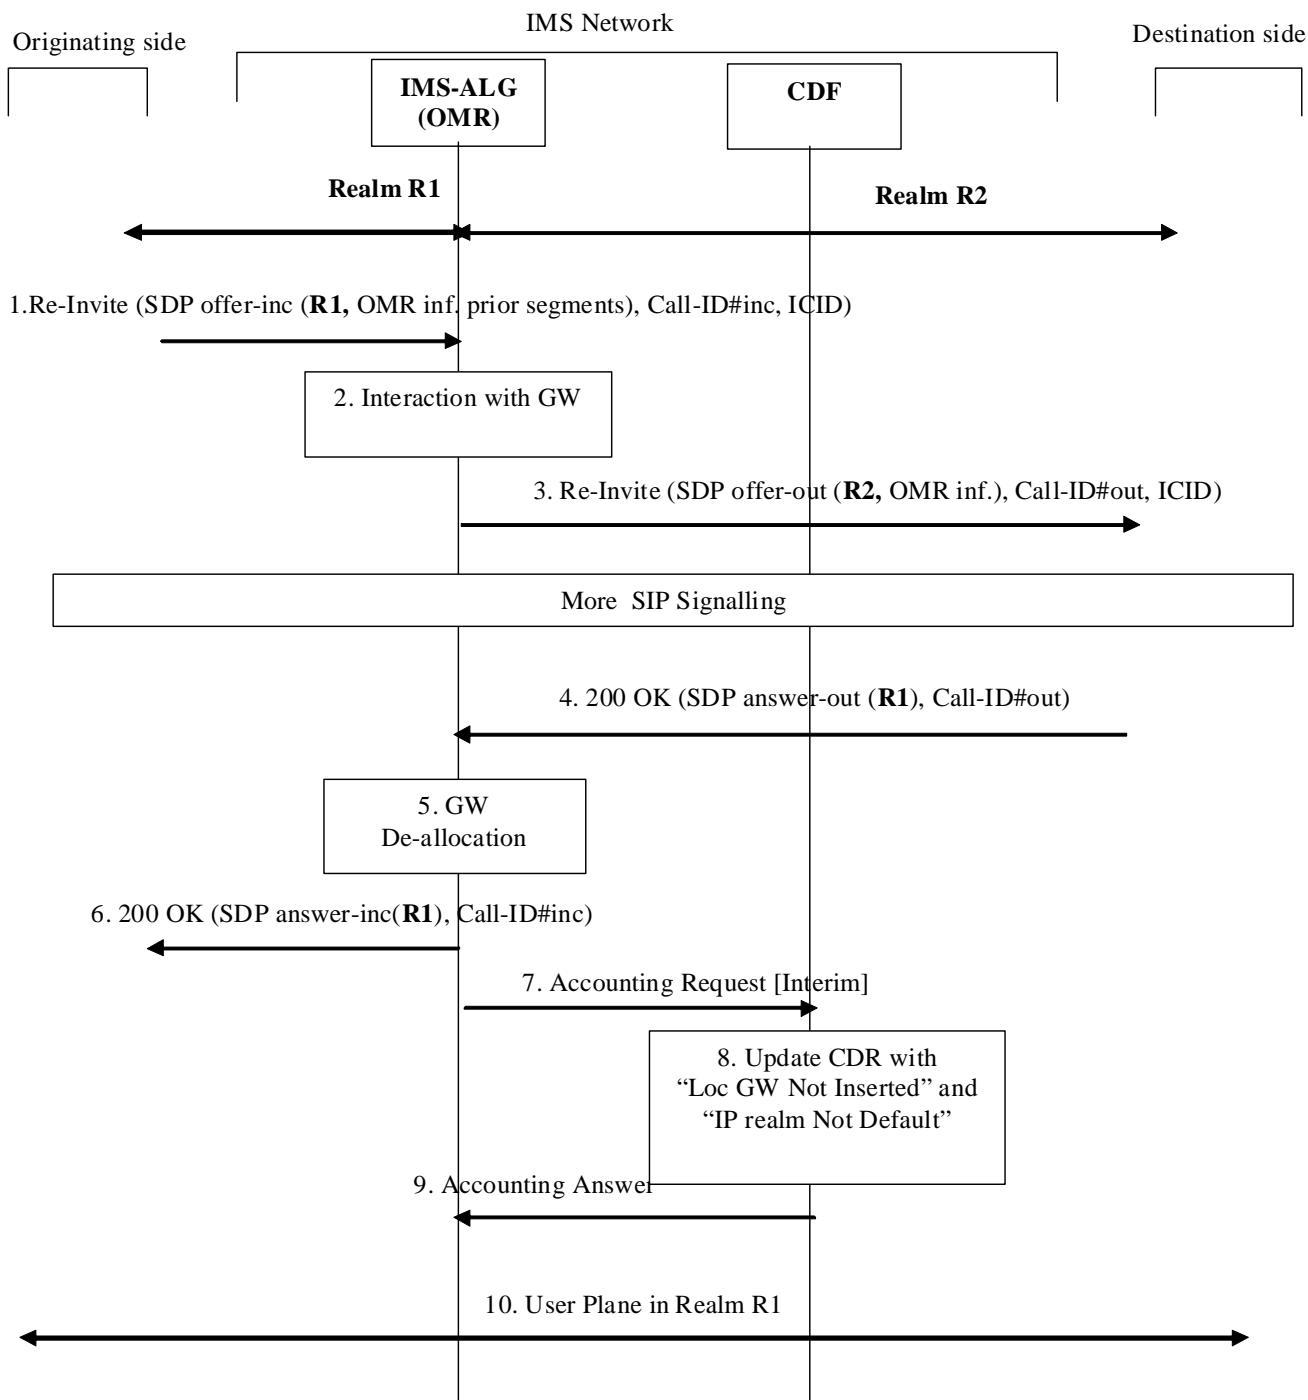 IMS Network
Originating side
Destination side
IMS-ALG
(OMR)
CDF
Realm R1
Realm R2
1.Re-Invite (SDP offer-inc (R1, OMR inf. prior segments), Call-ID#inc, ICID)
2. Interaction with GW
3. Re-Invite (SDP offer-out (R2, OMR inf.), Call-ID#out, ICID)
More SIP Signalling
4. 200 OK (SDP answer-out (R1), Call-ID#out)
5. GW
De-allocation
6. 200 OK (SDP answer-inc(R1), Call-ID#inc)
7. Accounting Request [Interim]
8. Update CDR with
“Loc GW Not Inserted” and
“IP realm Not Default”
9. Accounting Answer
10. User Plane in Realm R1